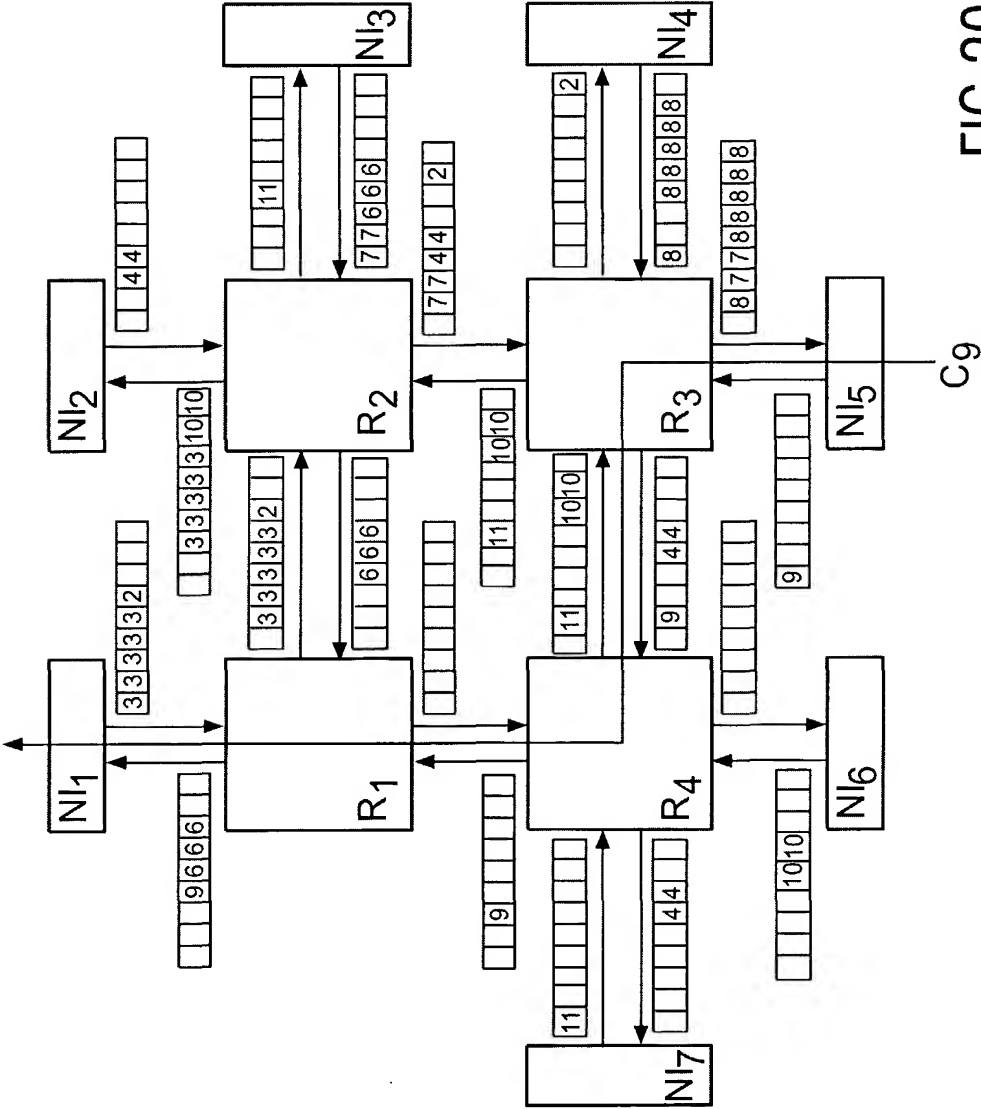 NI1
NI2
NI3
NI4
3 3 3 3 2
4 4
9 6 6 6
3 3 3 3 10 10
11
2
3 3 3 3 2
7 7 6 6 6
8 8 8 8 8
R1
R2
6 6 6
7 7 4 4 2
9
11 10 10
11 10 10
11
R4
R3
4 4
9 4 4
8 7 7 8 8 8 8
10 10
9
NI7
NI6
NI5
C9
FIG